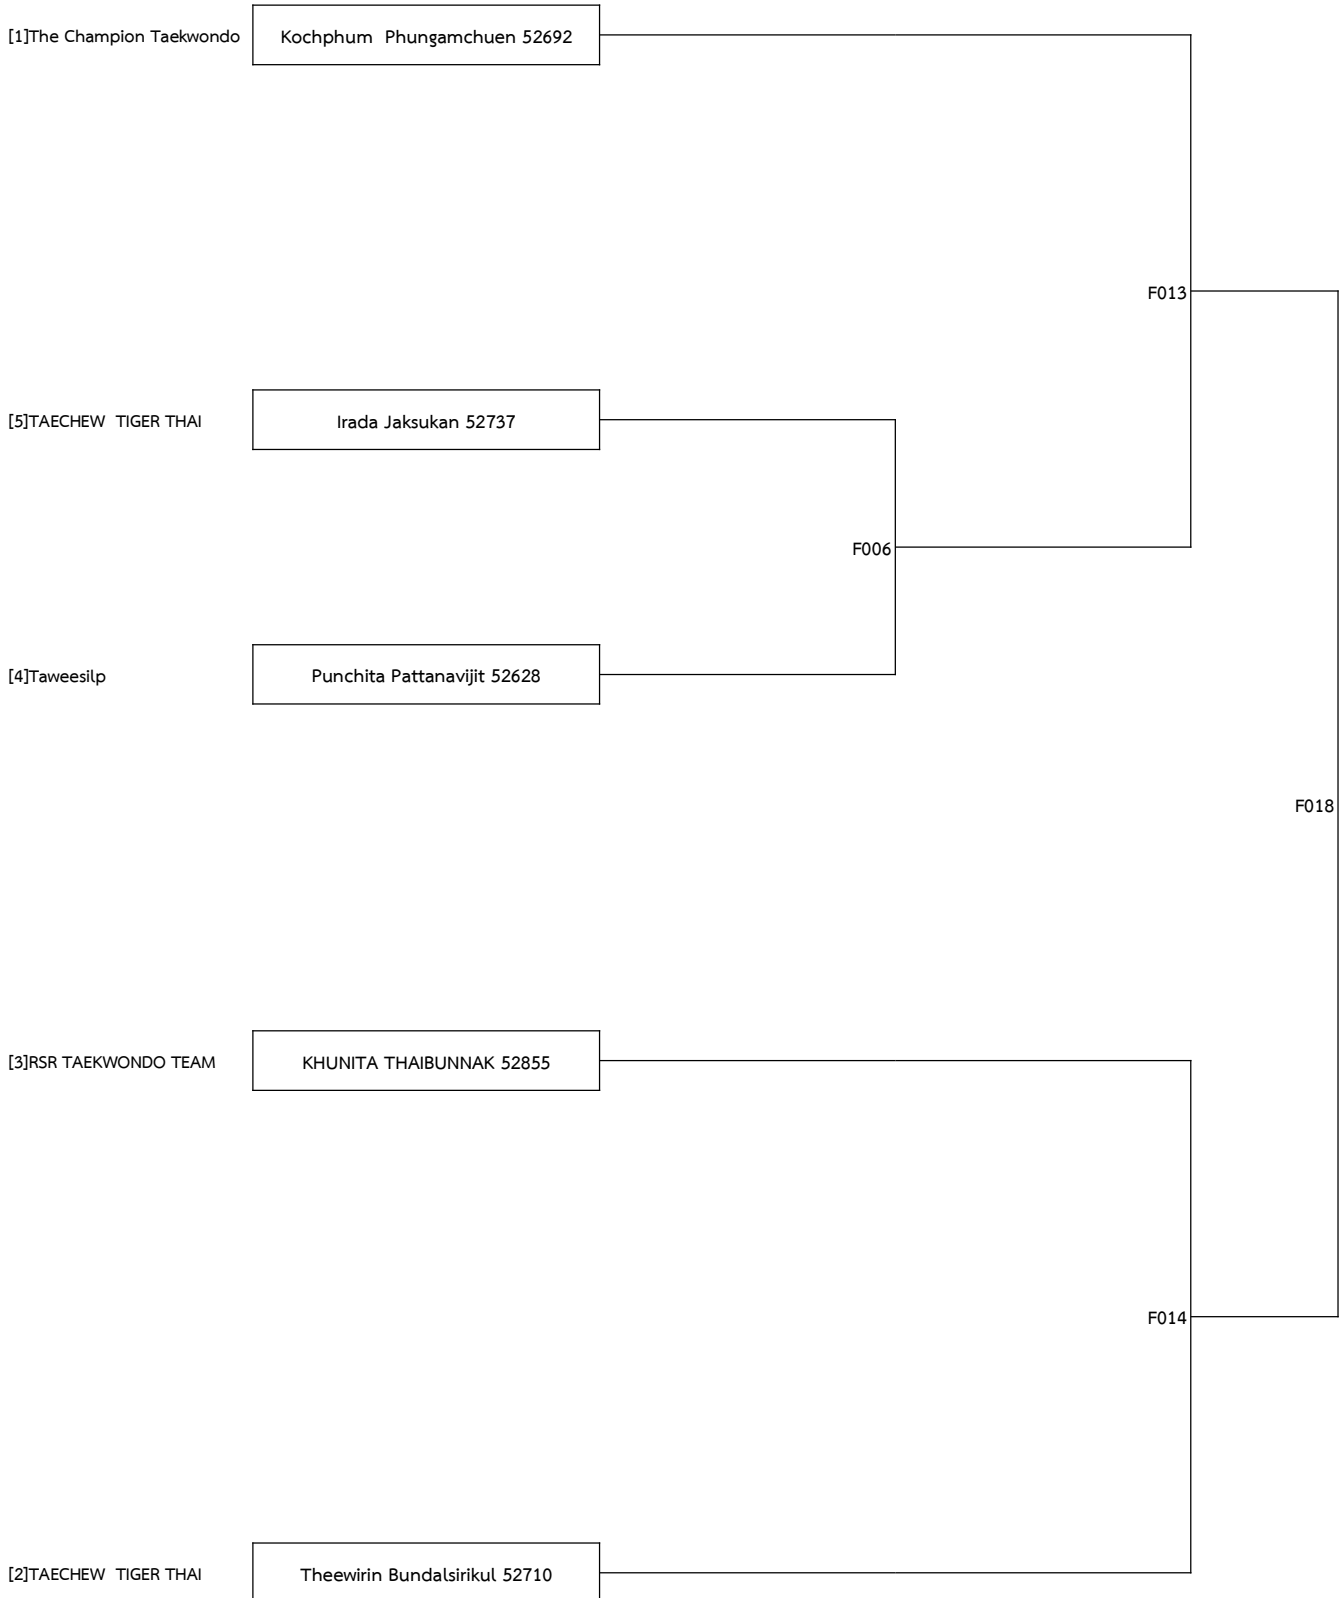 [1]The Champion Taekwondo Kochphum  Phungamchuen 52692
F013
[5]TAECHEW  TIGER THAI Irada Jaksukan 52737
F006
[4]Taweesilp Punchita Pattanavijit 52628
F018
[3]RSR TAEKWONDO TEAM KHUNITA THAIBUNNAK 52855
F014
[2]TAECHEW  TIGER THAI Theewirin Bundalsirikul 52710